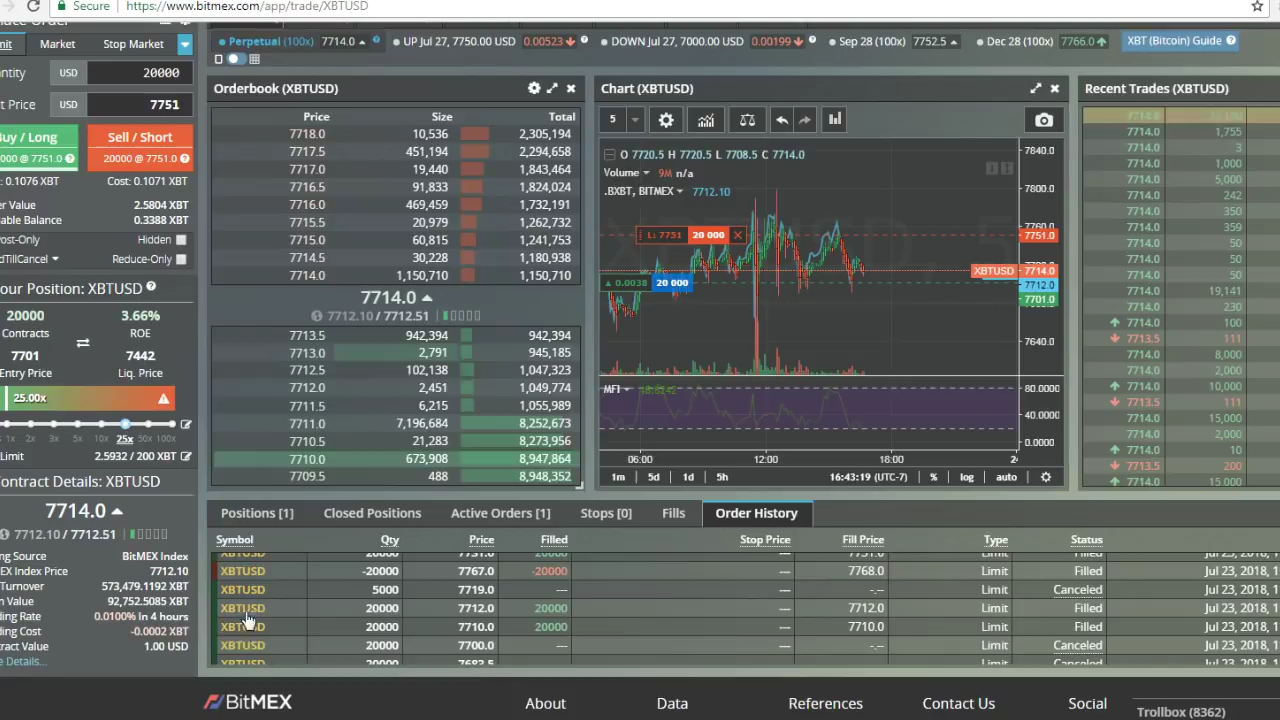 Secure https://www.bitmex.com/app/trade/XBTUSD
Market Stop Market
Perpetual (100x) 7714.0 UP Jul 27, 7750.00 USD 0.00523 DOWN Jul 27, 7000.00 USD 0.00199 Sep 28 (100x) 7752.5 Dec 28 (100x) 7766.0 XBT (Bitcoin) Guide
USD 20000
USD 7751
Buy / Long Sell / Short
20000 @ 7751.0
Cost: 0.1071 XBT
2.5804 XBT
0.3388 XBT
Hidden
Reduce-Only
XBTUSD
20000 3.66%
Contracts ROE
7701 7442
Entry Price Liq. Price
25.00x
1x 2x 3x 5x 10x 25x 50x 100x
2.5932 / 200 XBT
XBTUSD
7714.0
7712.10 / 7712.51
BitMEX Index
7712.10
573,479.1192 XBT
92,752.5085 XBT
0.0100% In 4 hours
-0.0002 XBT
1.00 USD
Orderbook (XBTUSD)
Price Size Total
7718.0 10,536 2,305,194
7717.5 451,194 2,294,658
7717.0 19,440 1,843,464
7716.5 91,833 1,824,024
7716.0 469,459 1,732,191
7715.5 20,979 1,262,732
7715.0 60,815 1,241,753
7714.5 30,228 1,180,938
7714.0 1,150,710 1,150,710
7714.0
7712.10 / 7712.51
7713.5 942,394 942,394
7713.0 2,791 945,185
7712.5 102,138 1,047,323
7712.0 2,451 1,049,774
7711.5 6,215 1,055,989
7711.0 7,196,684 8,252,673
7710.5 21,283 8,273,956
7710.0 673,908 8,947,864
7709.5 488 8,948,352
Chart (XBTUSD)
5
O 7720.5 H 7720.5 L 7708.5 C 7714.0
Volume 9M n/a
.BXBT, BITMEX 7712.10
L: 7751 20 000
0.0038 20 000
7840.0
7800.0
7751.0
XBTUSD 7714.0
7712.0
7701.0
7640.0
MFI
80.0000
40.0000
0.0000
06:00 12:00 18:00
1m 5d 1d 5h 16:43:19 (UTC-7) % log auto
Recent Trades (XBTUSD)
7714.0 1,755
7714.0 3
7714.0 1,000
7714.0 5,000
7714.0 242
7714.0 350
7714.0 359
7714.0 50
7714.0 50
7714.0 50
7714.0 19,141
7714.0 230
7714.0 100
7713.5 111
7714.0 8,000
7714.0 2,000
7714.0 10,000
7713.5 111
7714.0 15,000
7714.0 2,000
7714.0 10
7713.5 200
7714.0 15,000
Positions [1] Closed Positions Active Orders [1] Stops [0] Fills Order History
Symbol Qty Price Filled Stop Price Fill Price Type Status
XBTUSD -20000 7767.0 -20000 --- 7768.0 Limit Filled Jul 23, 2018, 1
XBTUSD 5000 7719.0 --- --- -.-- Limit Canceled Jul 23, 2018, 1
XBTUSD 20000 7712.0 20000 --- 7712.0 Limit Filled Jul 23, 2018, 1
XBTUSD 20000 7710.0 20000 --- 7710.0 Limit Filled Jul 23, 2018, 1
XBTUSD 20000 7700.0 --- --- -.-- Limit Canceled Jul 23, 2018, 1
BitMEX About Data References Contact Us Social Trollbox (8362)